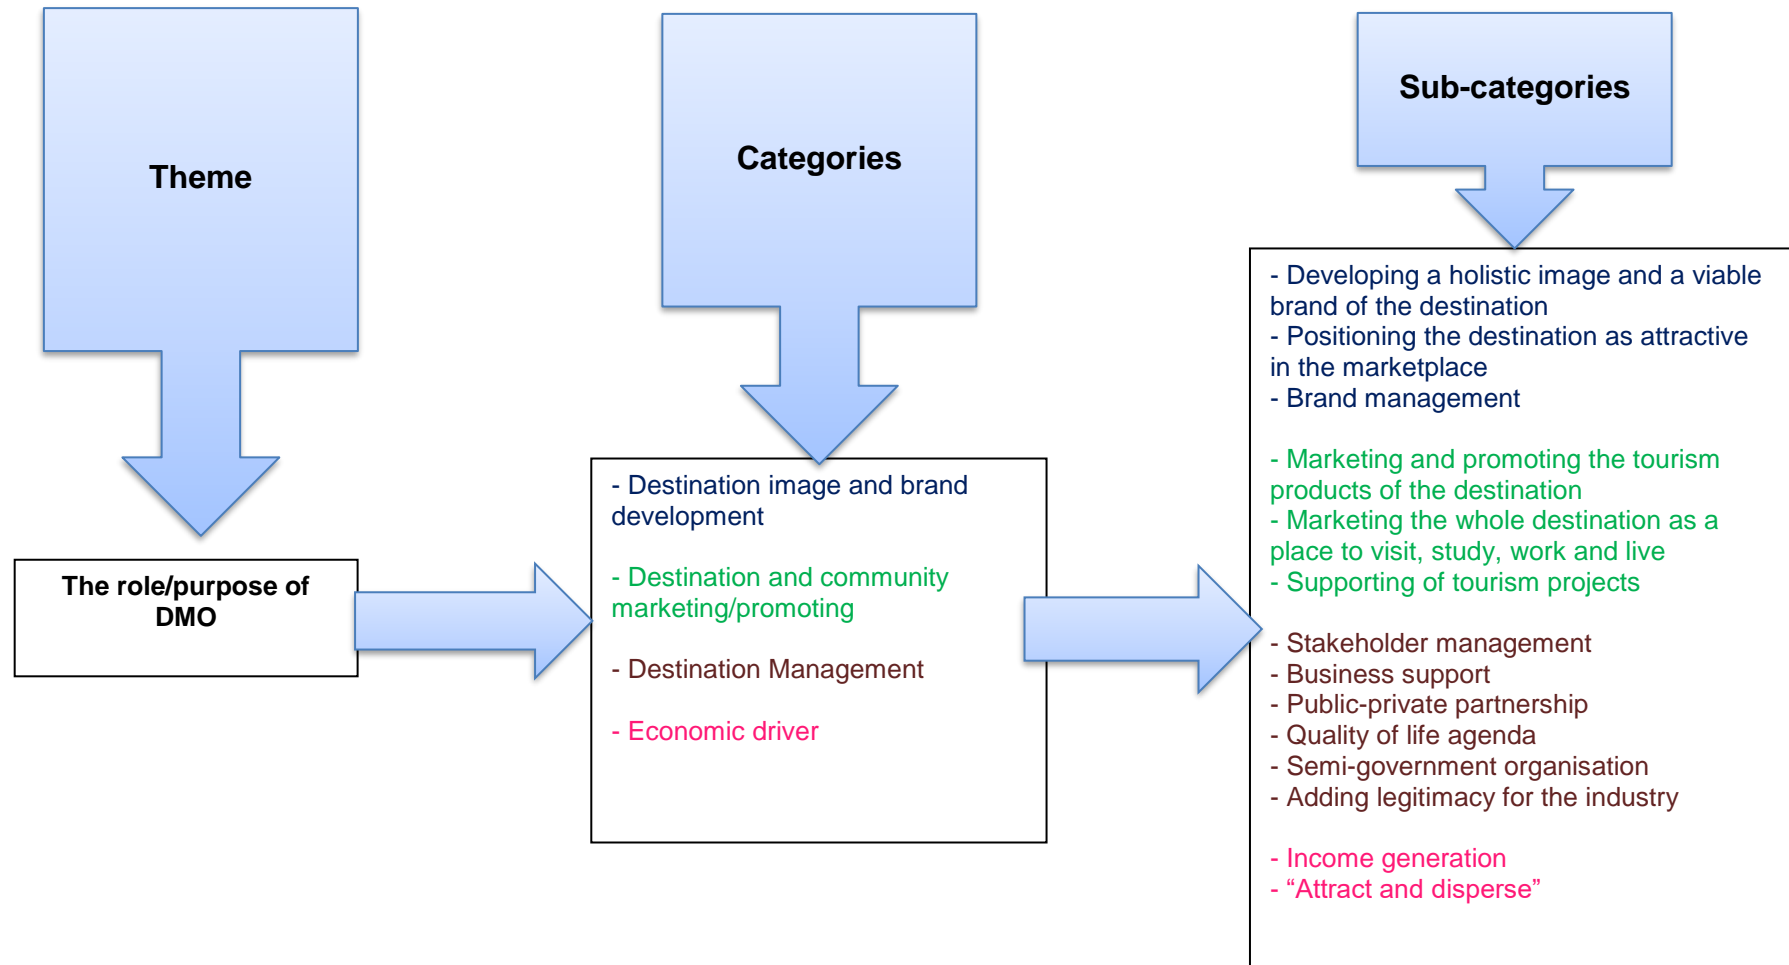 Theme
Categories
Sub-categories
The role/purpose of
DMO
- Destination image and brand
development
- Destination and community
marketing/promoting
- Destination Management
- Economic driver
- Developing a holistic image and a viable
brand of the destination
- Positioning the destination as attractive
in the marketplace
- Brand management
- Marketing and promoting the tourism
products of the destination
- Marketing the whole destination as a
place to visit, study, work and live
- Supporting of tourism projects
- Stakeholder management
- Business support
- Public-private partnership
- Quality of life agenda
- Semi-government organisation
- Adding legitimacy for the industry
- Income generation
- “Attract and disperse”